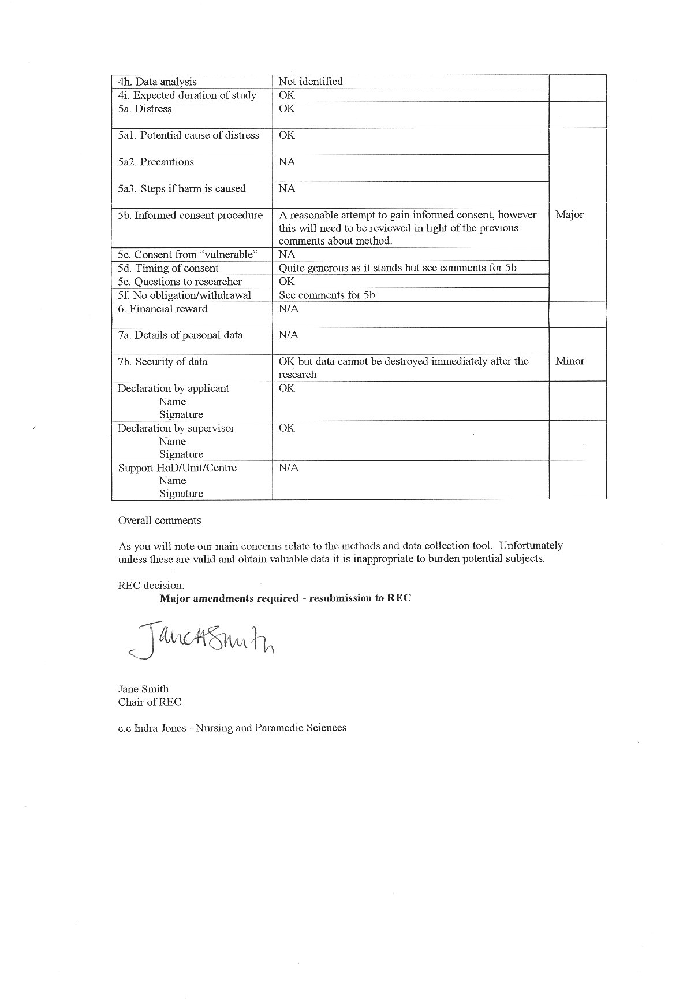 4h. Data analysis Not identified
4i. Expected duration of study OK
5a. Distress OK
5a1. Potential cause of distress OK
5a2. Precautions NA
5a3. Steps if harm is caused NA
5b. Informed consent procedure A reasonable attempt to gain informed consent, however Major
this will need to be reviewed in light of the previous
comments about method.
5c. Consent from “vulnerable” NA
5d. Timing of consent Quite generous as it stands but see comments for 5b
5e. Questions to researcher OK
5f. No obligation/withdrawal See comments for 5b
6. Financial reward N/A
7a. Details of personal data N/A
7b. Security of data OK but data cannot be destroyed immediately after the Minor
research
Declaration by applicant OK
Name
Signature
Declaration by supervisor OK
Name
Signature
Support HoD/Unit/Centre N/A
Name
Signature
Overall comments
As you will note our main concerns relate to the methods and data collection tool. Unfortunately
unless these are valid and obtain valuable data it is inappropriate to burden potential subjects.
REC decision:
Major amendments required - resubmission to REC
Jane H Smith
Jane Smith
Chair of REC
c.c Indra Jones - Nursing and Paramedic Sciences